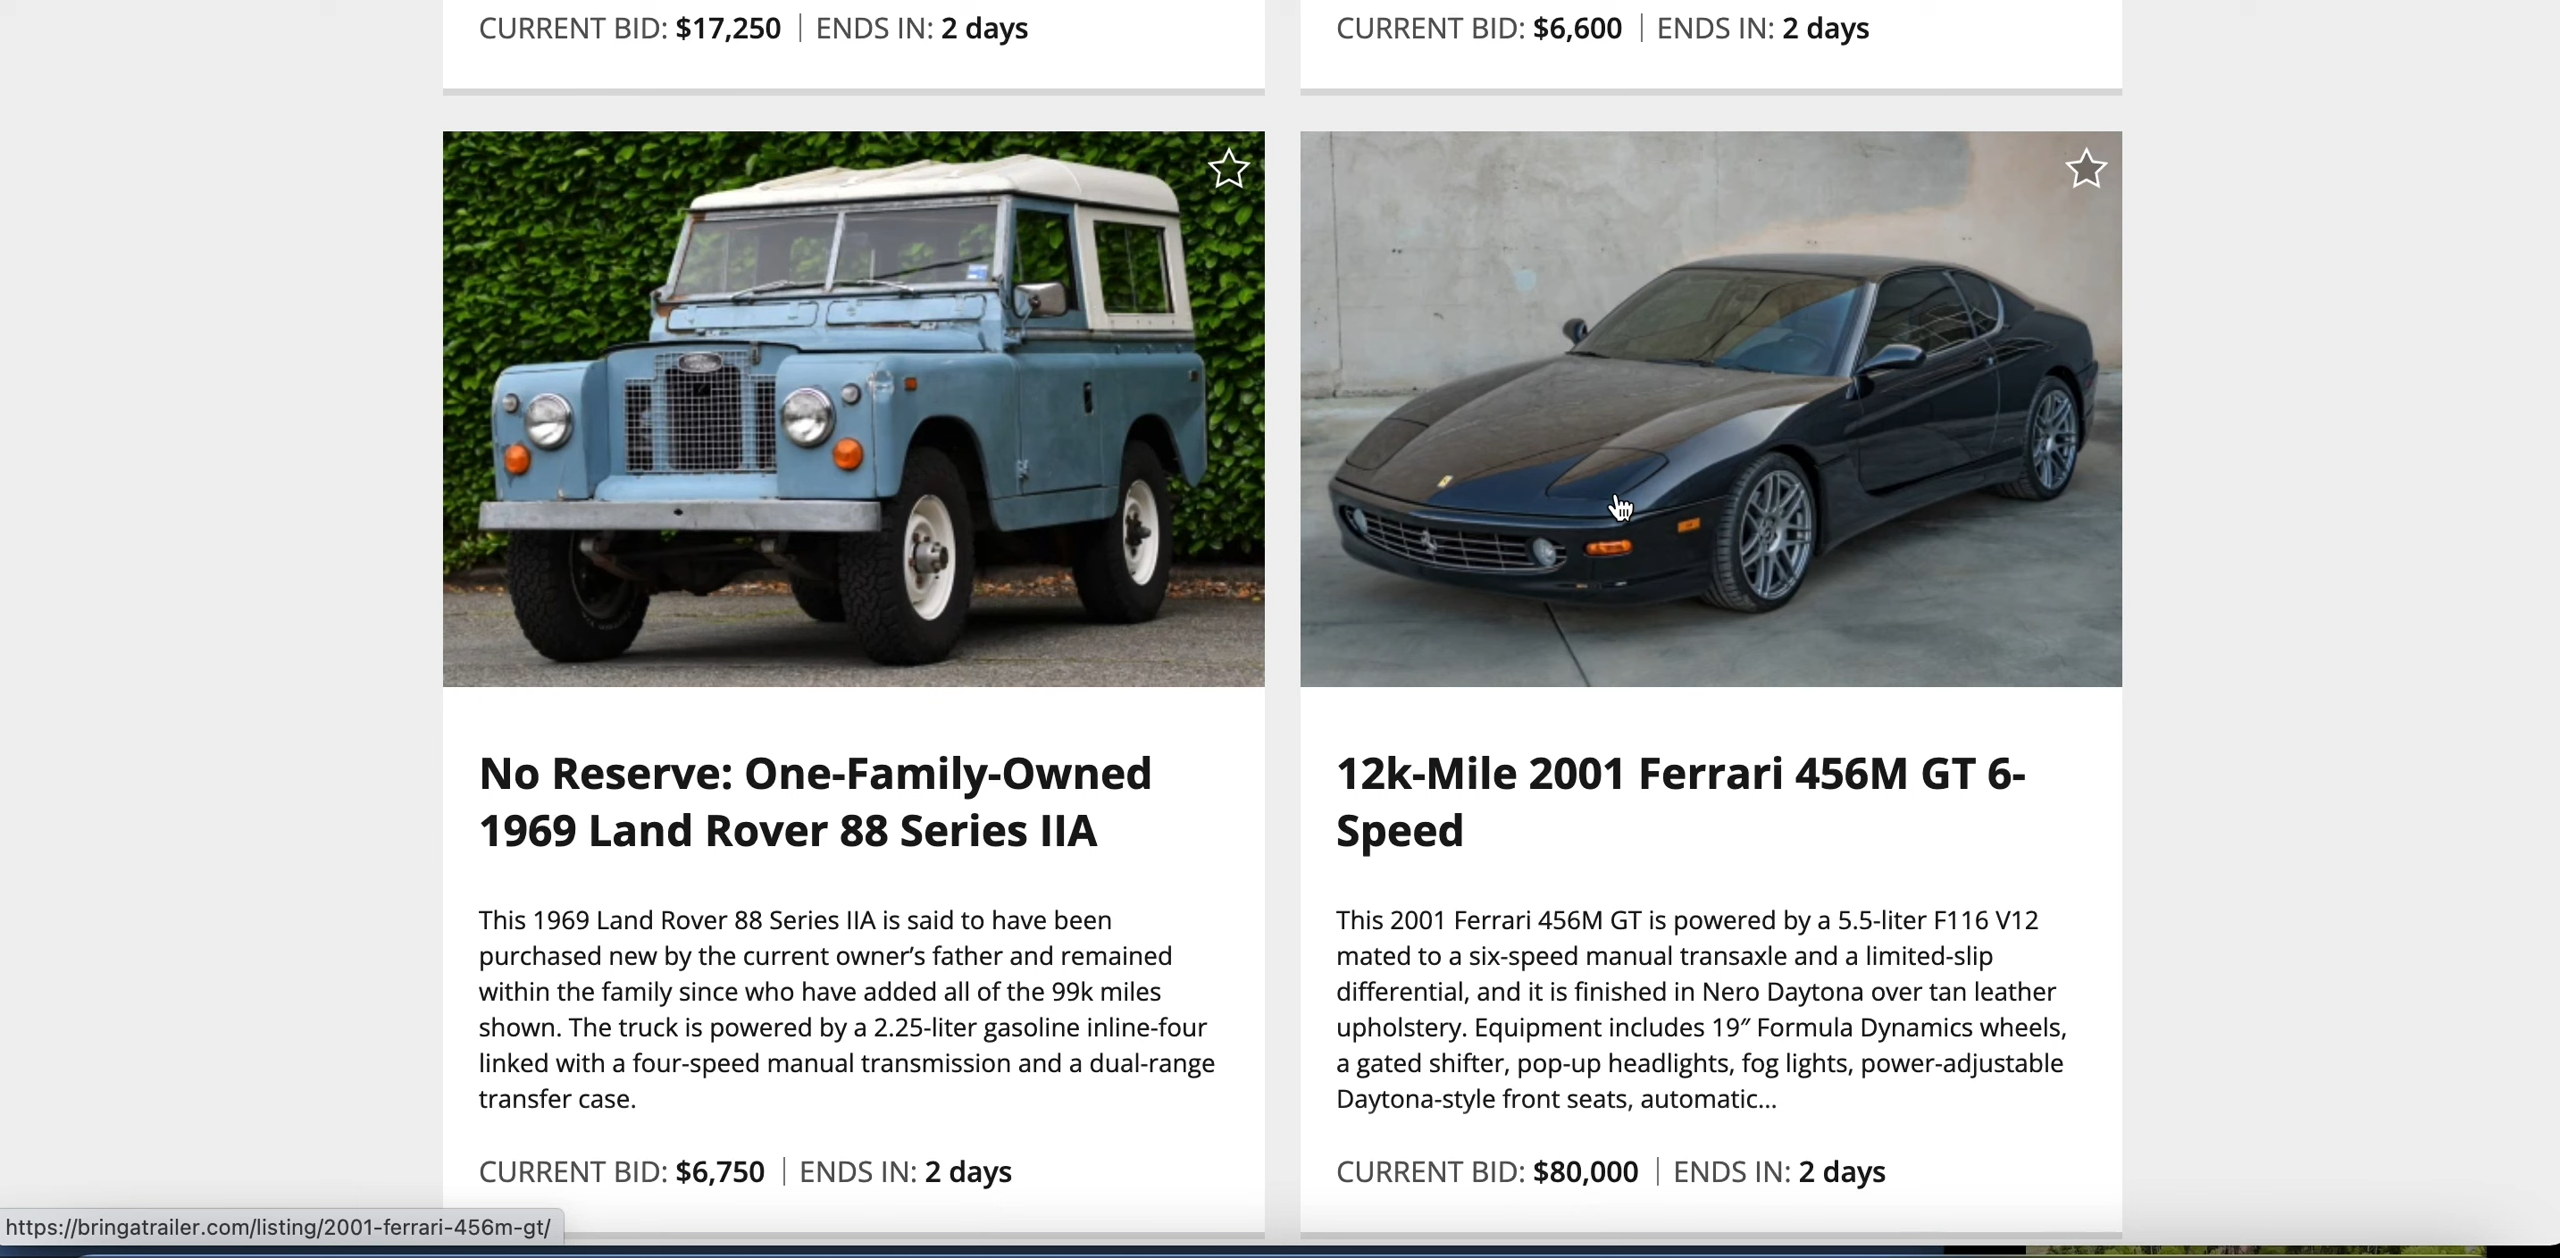 CURRENT BID: $17,250 | ENDS IN: 2 days
CURRENT BID: $6,600 | ENDS IN: 2 days
No Reserve: One-Family-Owned
1969 Land Rover 88 Series IIA
This 1969 Land Rover 88 Series IIA is said to have been
purchased new by the current owner’s father and remained
within the family since who have added all of the 99k miles
shown. The truck is powered by a 2.25-liter gasoline inline-four
linked with a four-speed manual transmission and a dual-range
transfer case.
CURRENT BID: $6,750 | ENDS IN: 2 days
12k-Mile 2001 Ferrari 456M GT 6-
Speed
This 2001 Ferrari 456M GT is powered by a 5.5-liter F116 V12
mated to a six-speed manual transaxle and a limited-slip
differential, and it is finished in Nero Daytona over tan leather
upholstery. Equipment includes 19″ Formula Dynamics wheels,
a gated shifter, pop-up headlights, fog lights, power-adjustable
Daytona-style front seats, automatic...
CURRENT BID: $80,000 | ENDS IN: 2 days
https://bringatrailer.com/listing/2001-ferrari-456m-gt/